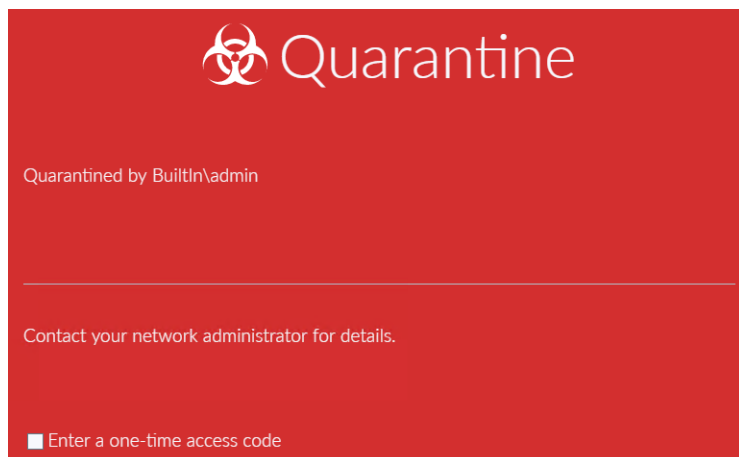 Quarantine
Quarantined by BuiltIn\admin
Contact your network administrator for details.
Enter a one-time access code